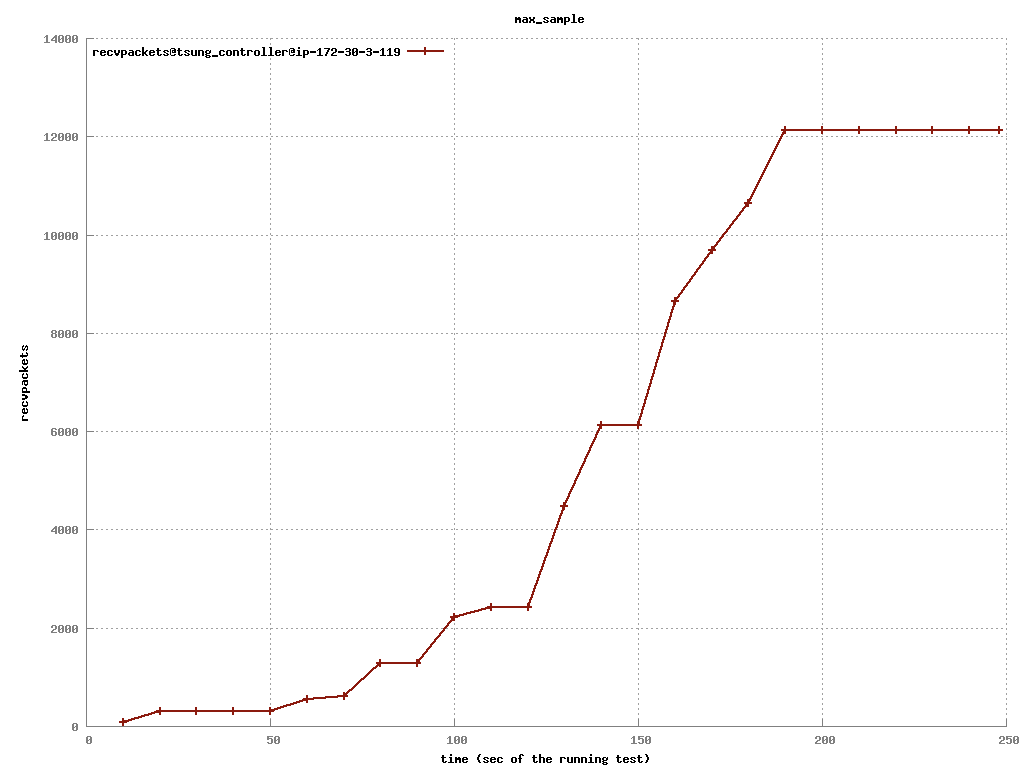 max_sample
14000
recvpackets@tsung_controller@ip-172-30-3-119
12000
10000
8000
recvpackets
6000
4000
2000
0
0 50 100 150 200 250
time (sec of the running test)